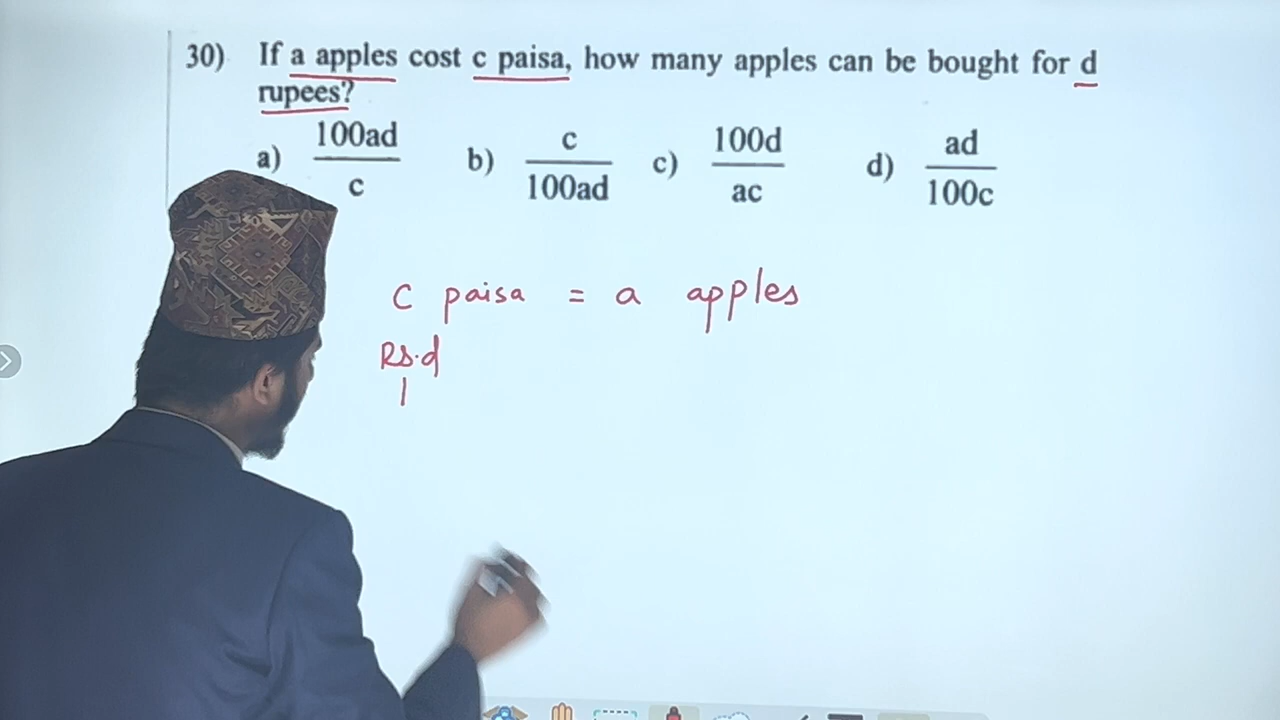 30) If a apples cost c paisa, how many apples can be bought for d
rupees?
a) 100ad/c b) c/100ad c) 100d/ac d) ad/100c
C paisa = a apples
Rs.d